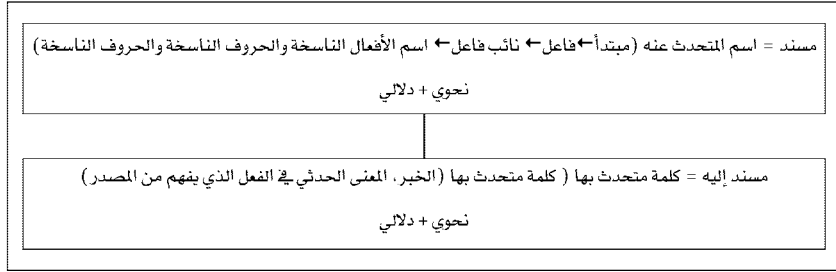 مسند = اسم المتحدث عنه (مبتدأ←فاعل← نائب فاعل← اسم الأفعال الناسخة والحروف الناسخة والحروف الناسخة)
نحوي + دلالي
مسند إليه = كلمة متحدث بها ( كلمة متحدث بها (الخبر، المعنى الحدثي في الفعل الذي يفهم من المصدر)
نحوي + دلالي